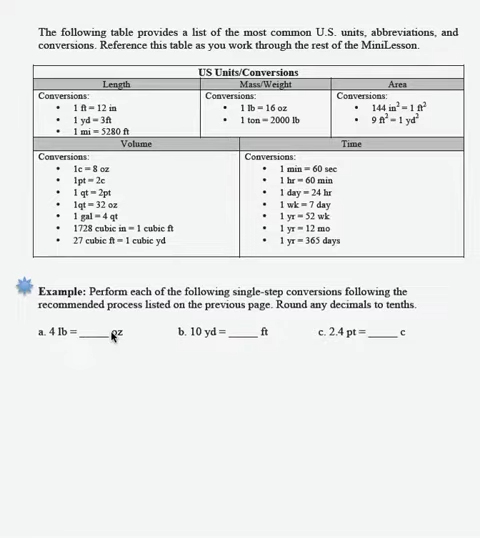 The following table provides a list of the most common U.S. units, abbreviations, and
conversions. Reference this table as you work through the rest of the MiniLesson.
US Units/Conversions
Length Mass/Weight Area
Conversions: Conversions: Conversions:
• 1 ft = 12 in • 1 lb = 16 oz • 144 in² = 1 ft²
• 1 yd = 3ft • 1 ton = 2000 lb • 9 ft² = 1 yd²
• 1 mi = 5280 ft
Volume Time
Conversions: Conversions:
• 1c = 8 oz • 1 min = 60 sec
• 1pt = 2c • 1 hr = 60 min
• 1 qt = 2pt • 1 day = 24 hr
• 1qt = 32 oz • 1 wk = 7 day
• 1 gal = 4 qt • 1 yr = 52 wk
• 1728 cubic in = 1 cubic ft • 1 yr = 12 mo
• 27 cubic ft = 1 cubic yd • 1 yr = 365 days
Example: Perform each of the following single-step conversions following the
recommended process listed on the previous page. Round any decimals to tenths.
a. 4 lb = _____ oz b. 10 yd = _____ ft c. 2.4 pt = _____ c